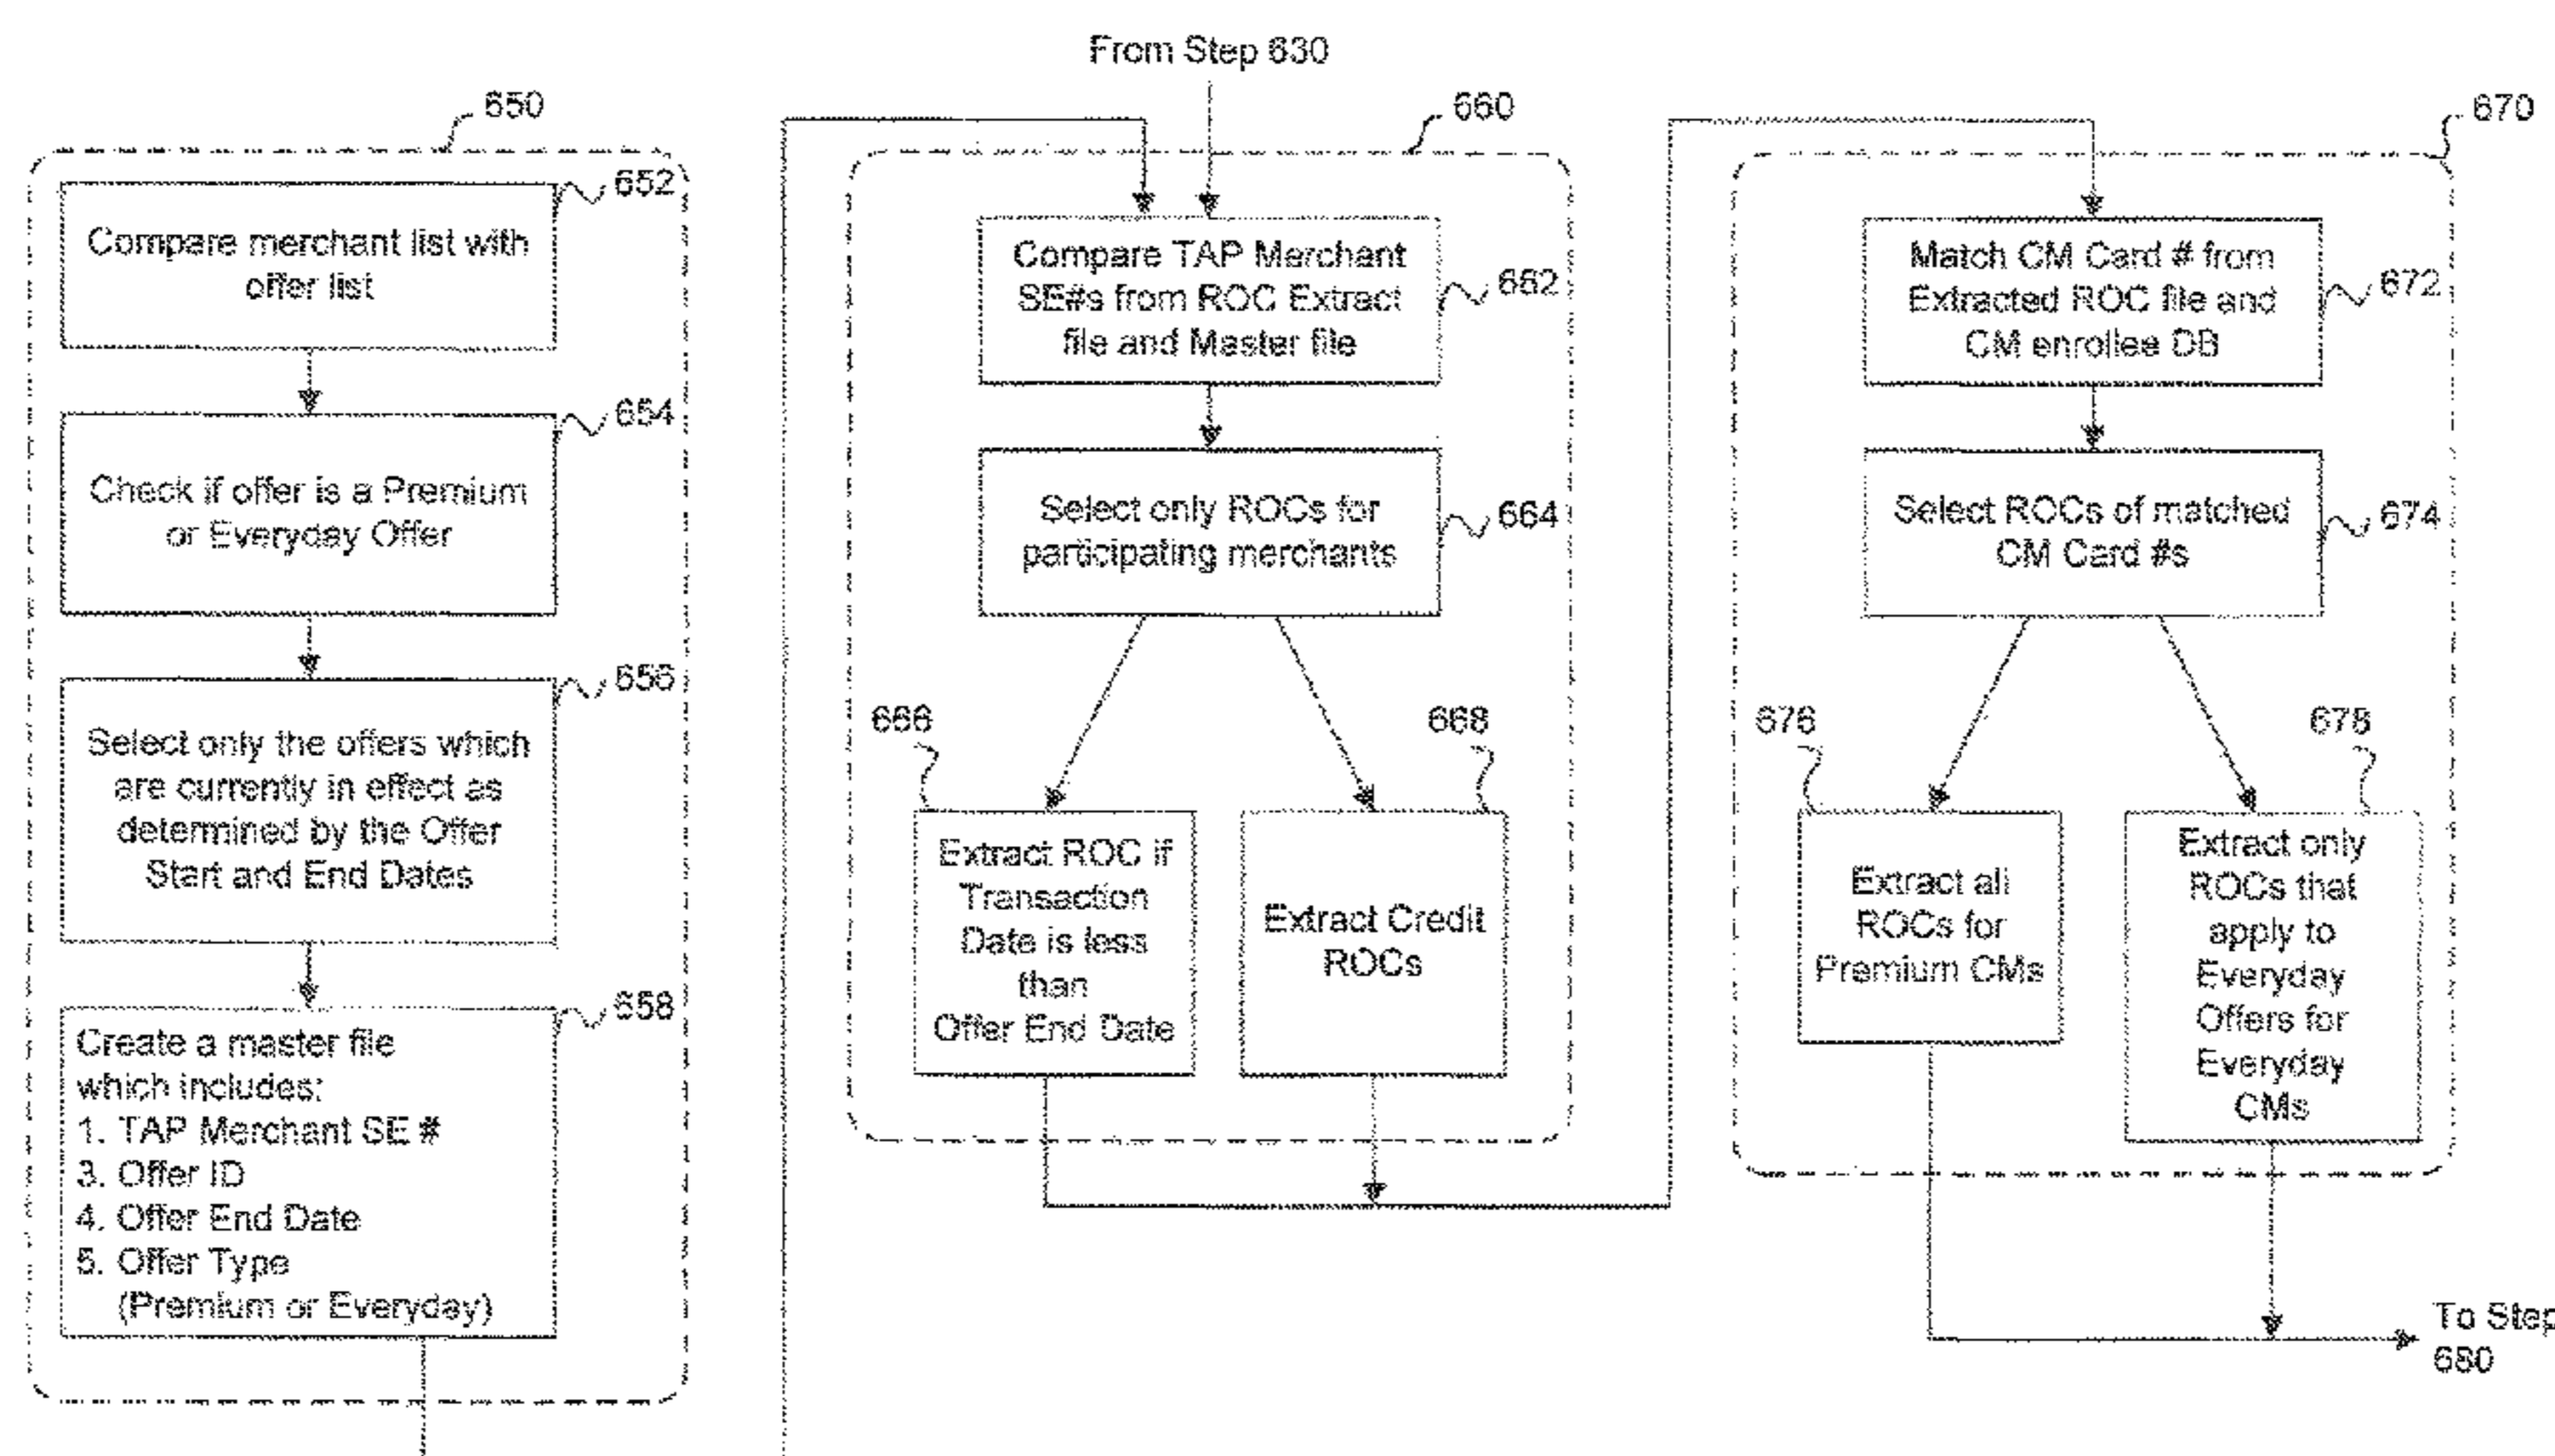 From Step 630
650
652
Compare merchant list with
offer list
654
Check if offer is a Premium
or Everyday Offer
656
Select only the offers which
are currently in effect as
determined by the Offer
Start and End Dates
658
Create a master file
which includes:
1. TAP Merchant SE #
3. Offer ID
4. Offer End Date
5. Offer Type
(Premium or Everyday)
660
Compare TAP Merchant
SE#s from ROC Extract
file and Master file
662
Select only ROCs for
participating merchants
664
666
Extract ROC if
Transaction
Date is less
than
Offer End Date
668
Extract Credit
ROCs
670
Match CM Card # from
Extracted ROC file and
CM enrollee DB
672
Select ROCs of matched
CM Card #s
674
676
Extract all
ROCs for
Premium CMs
678
Extract only
ROCs that
apply to
Everyday
Offers for
Everyday
CMs
To Step
680